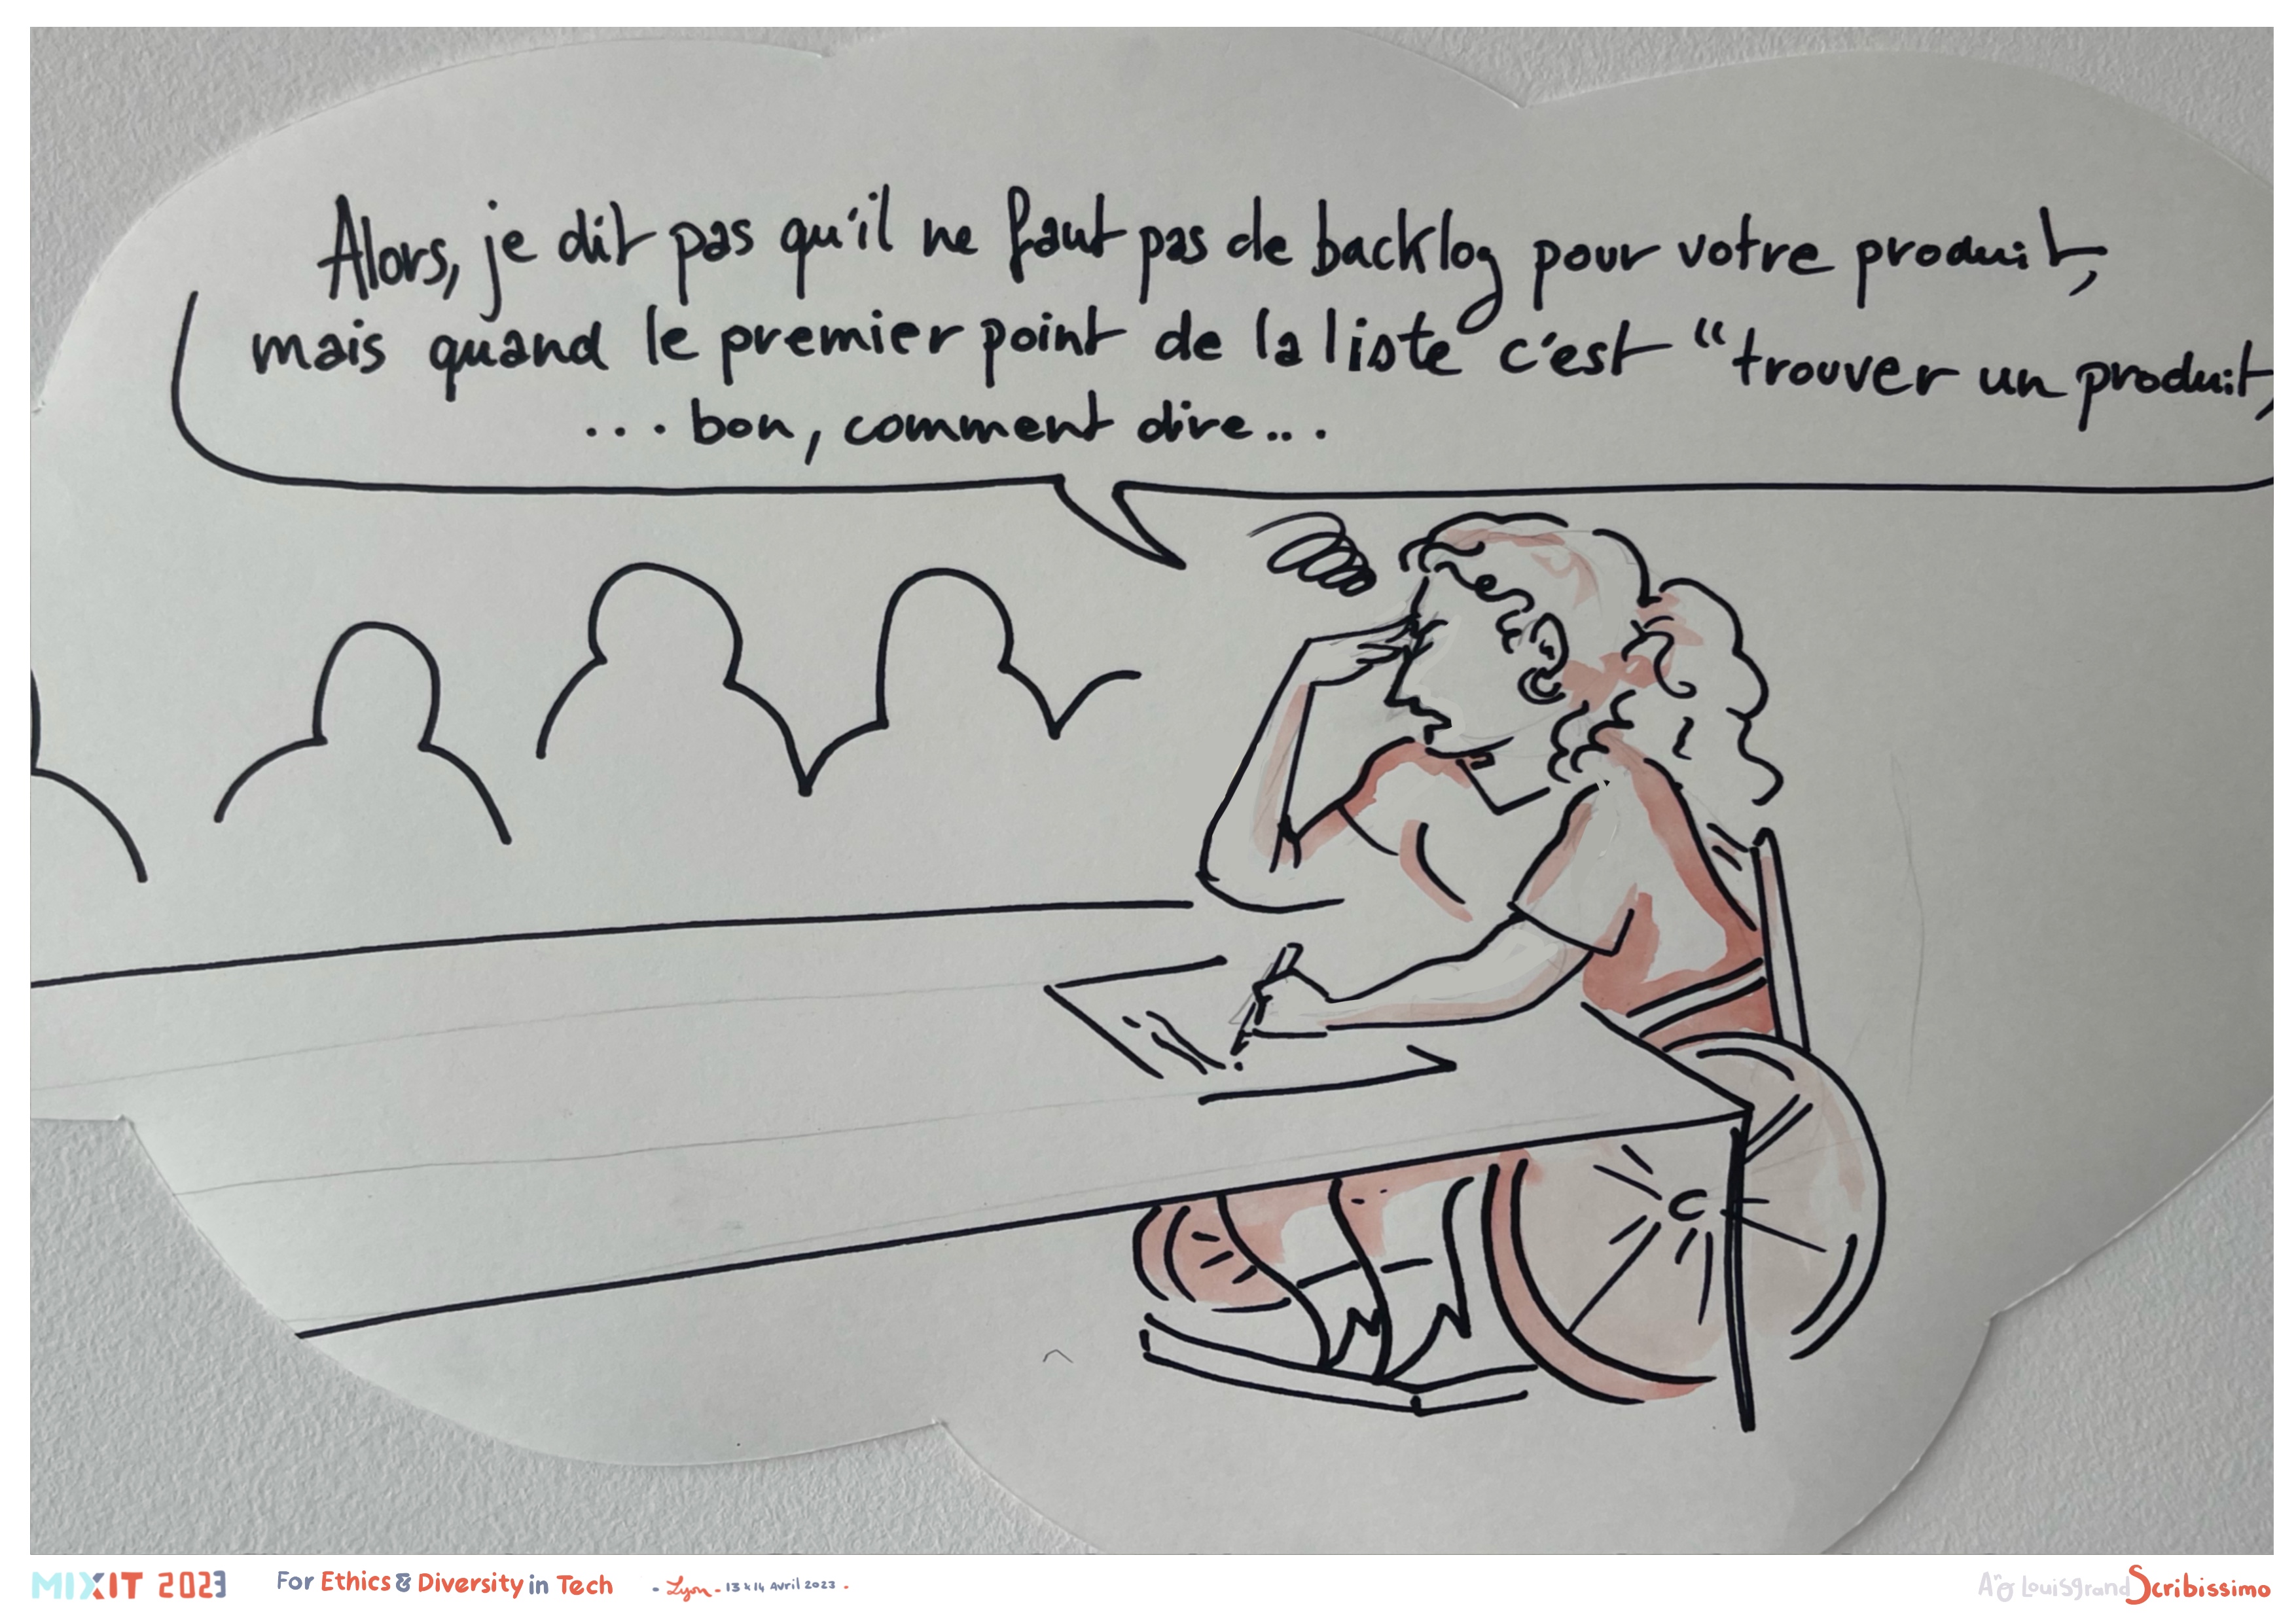 Alors, je dit pas qu'il ne faut pas de backlog pour votre produit,
mais quand le premier point de la liste c'est "trouver un produit,
...bon, comment dire...
MIXIT 2023 For Ethics & Diversity in Tech - Lyon - 13 & 14 Avril 2023 -
Louisgrand Scribissimo